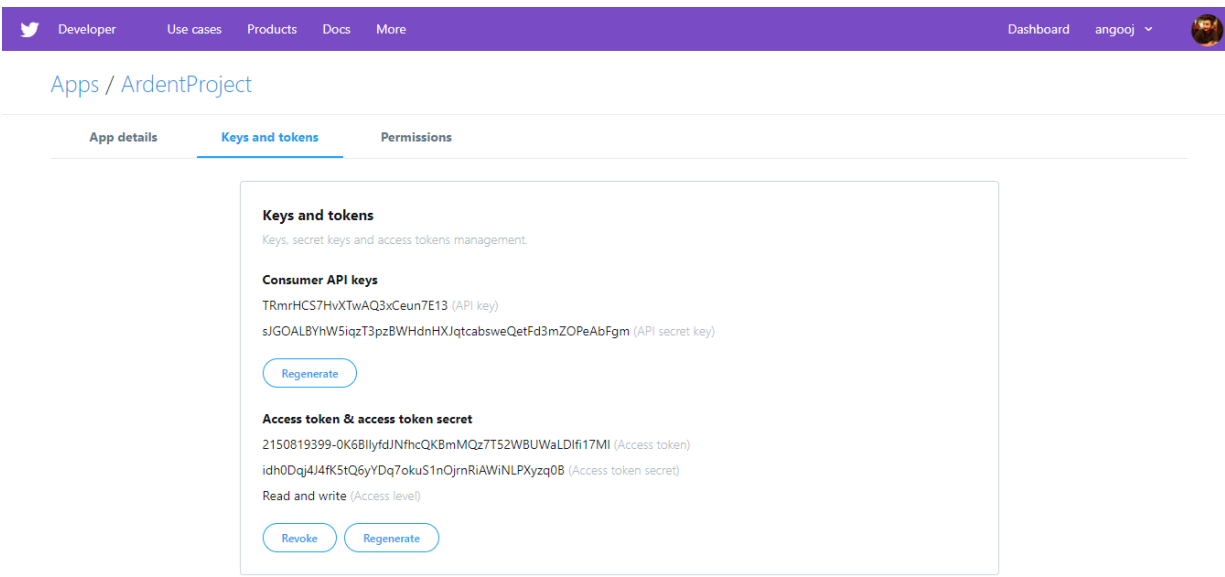 Developer Use cases Products Docs More Dashboard angooj
Apps / ArdentProject
App details Keys and tokens Permissions
Keys and tokens
Keys, secret keys and access tokens management.
Consumer API keys
TRmrHCS7HvXTwAQ3xCeun7E13 (API key)
sJGOALBYhW5iqzT3pzBWHdnHXJqtcabsweQetFd3mZOPeAbFgm (API secret key)
Regenerate
Access token & access token secret
(Access token)
idh0Dqj4J4fK5tQ6yYDq7okuS1nOjrnRiAWiNLPXyzq0B (Access token secret)
Read and write (Access level)
Revoke Regenerate